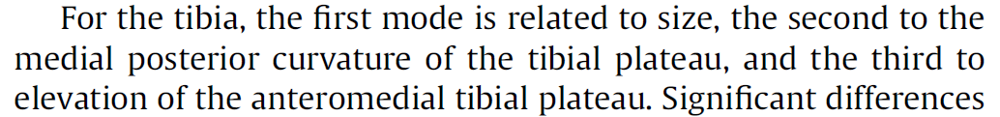 For the tibia, the first mode is related to size, the second to the
medial posterior curvature of the tibial plateau, and the third to
elevation of the anteromedial tibial plateau. Significant differences